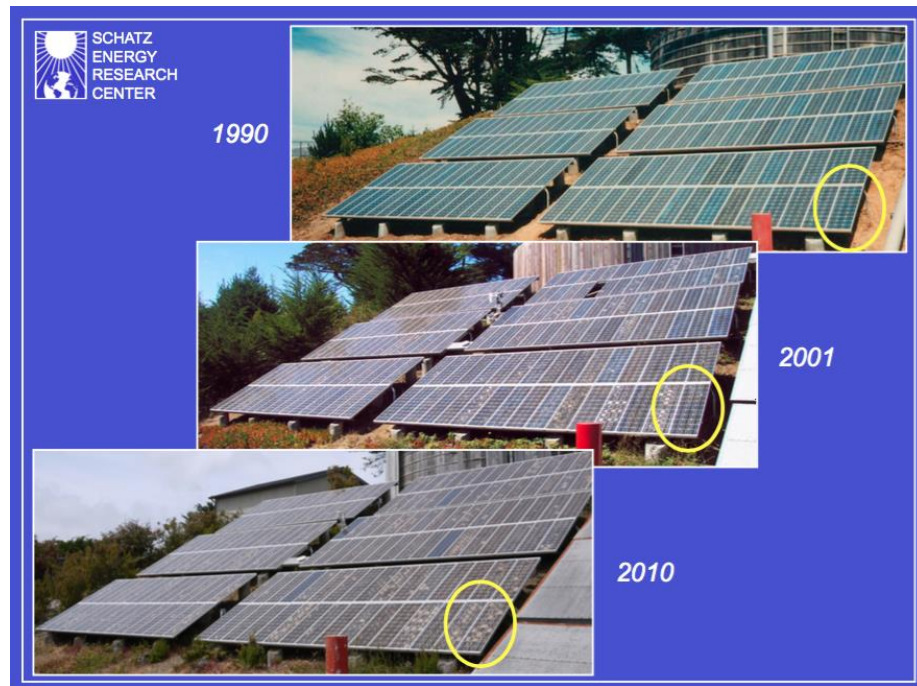 SCHATZ
ENERGY
RESEARCH
CENTER
1990
2001
2010